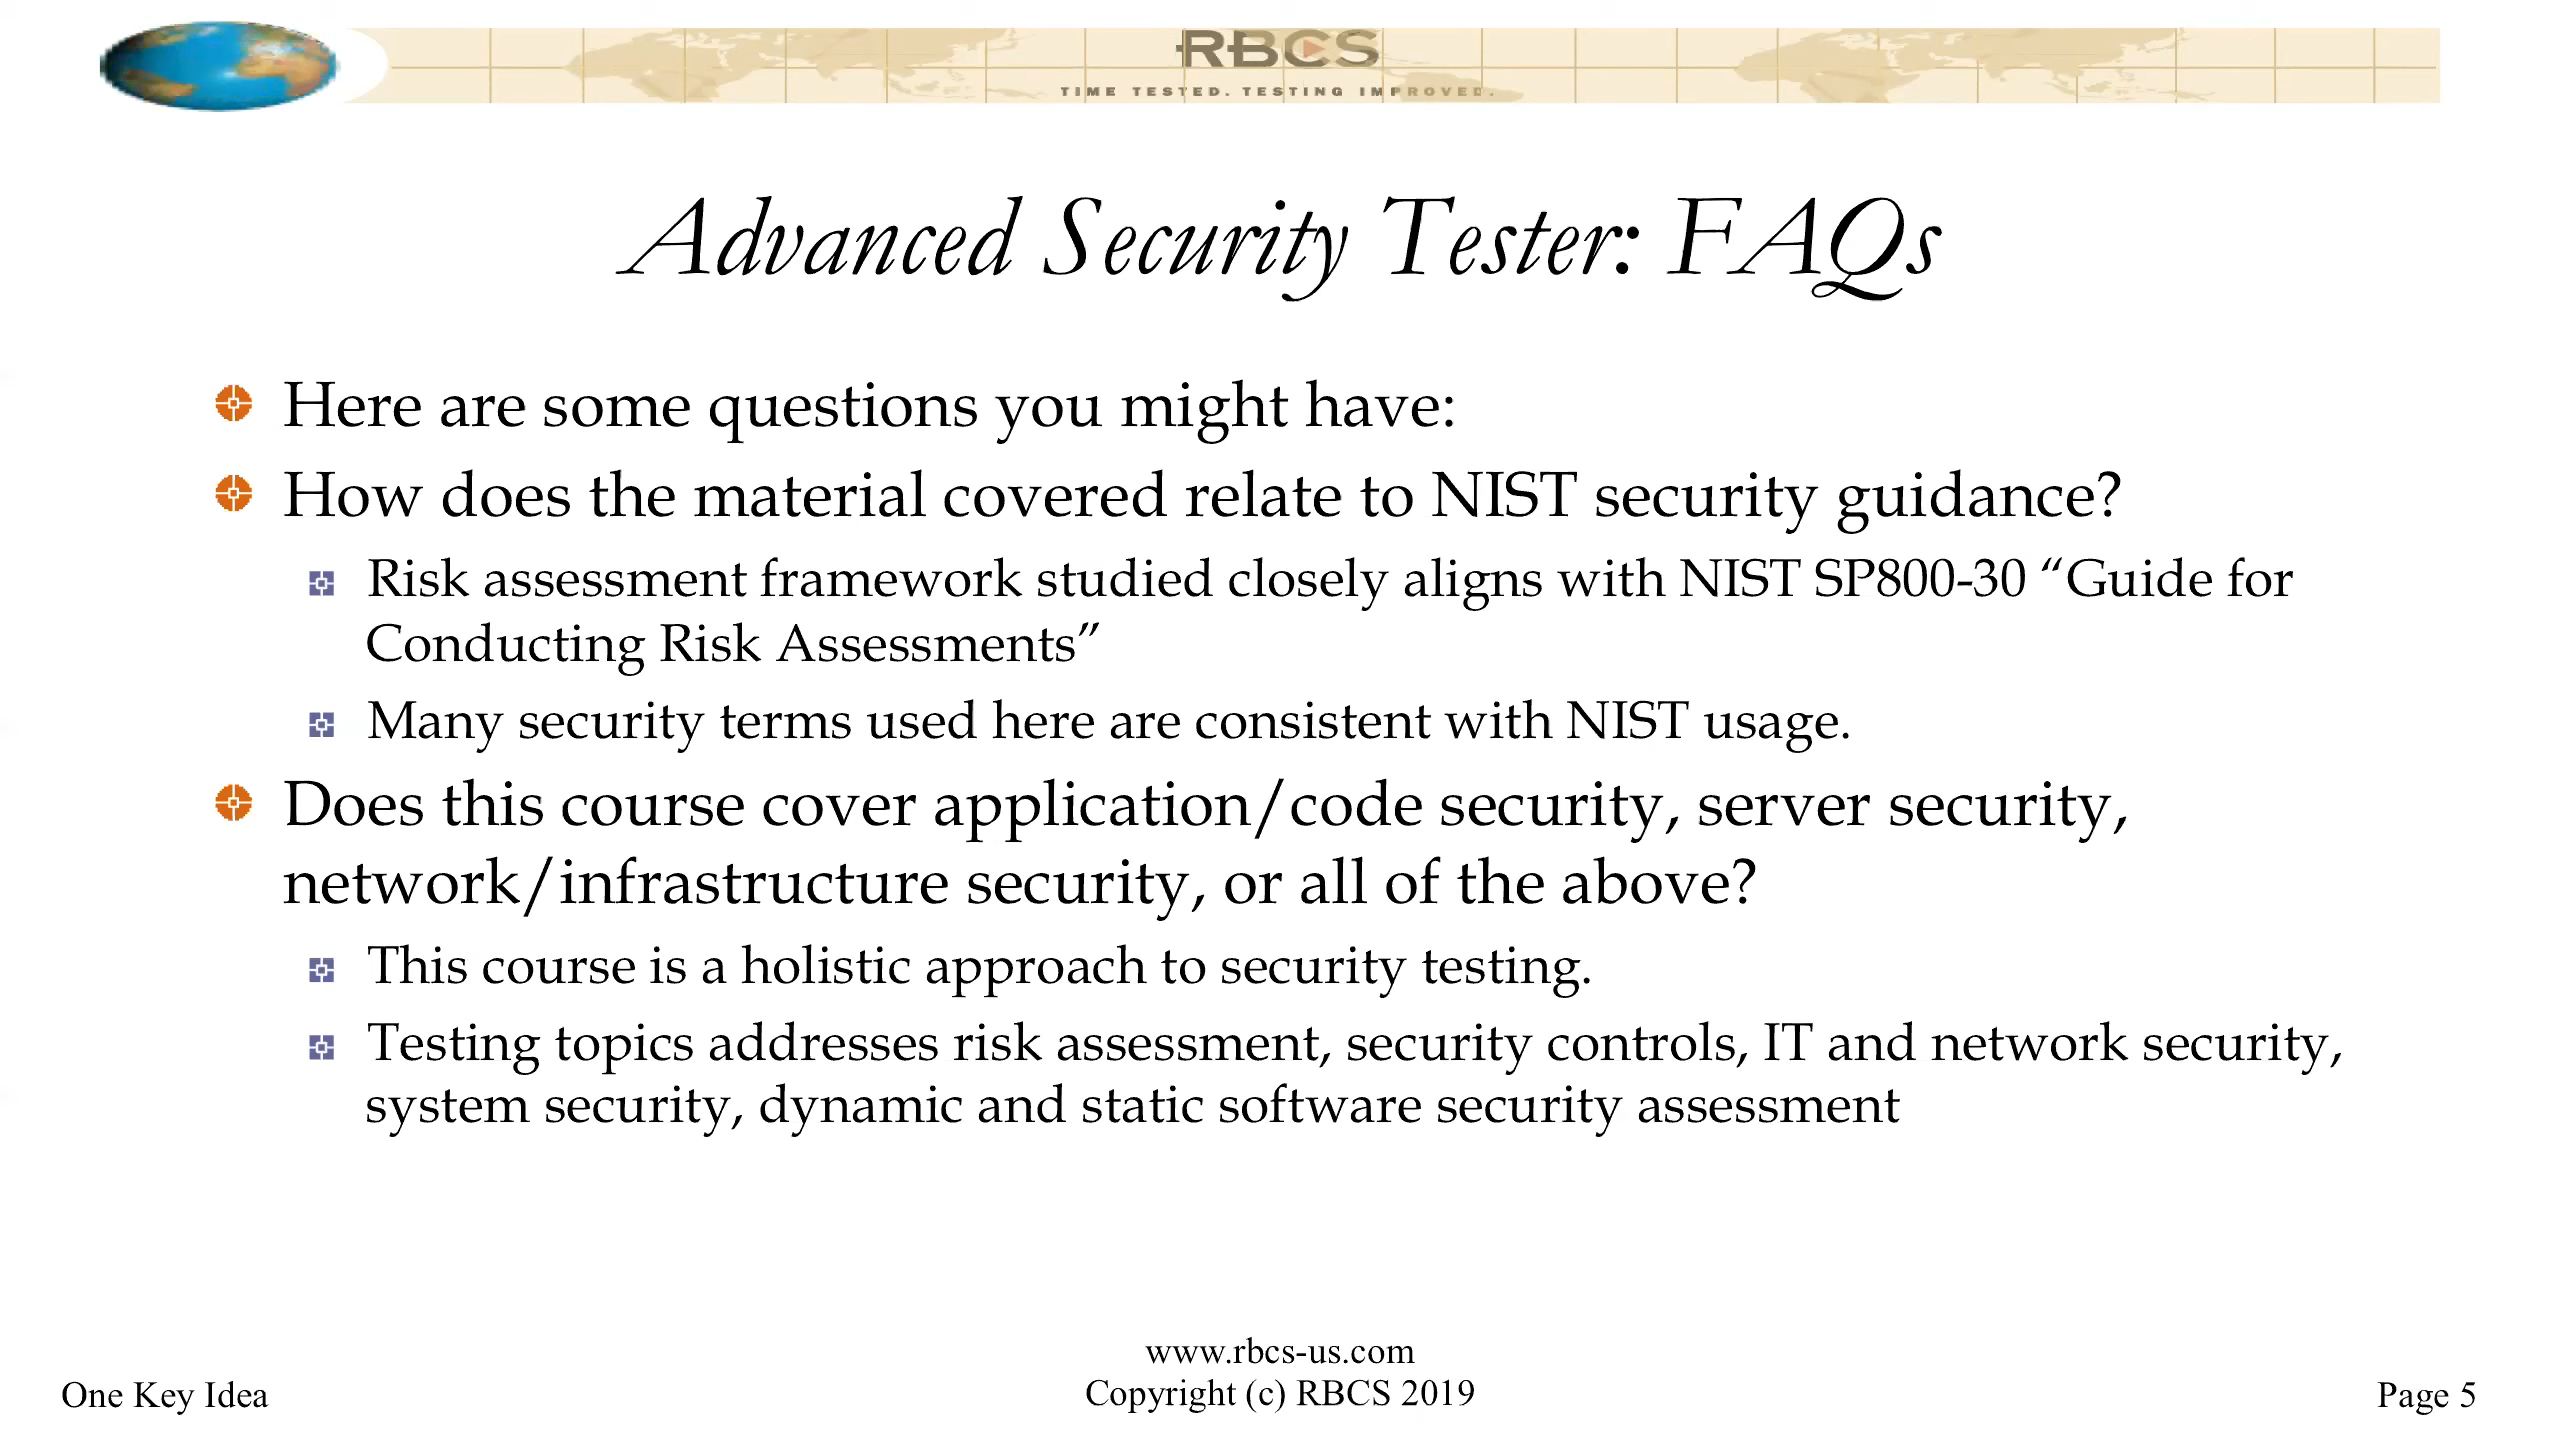 RBCS
TIME TESTED. TESTING IMPROVED.
Advanced Security Tester: FAQs
Here are some questions you might have:
How does the material covered relate to NIST security guidance?
Risk assessment framework studied closely aligns with NIST SP800-30 “Guide for
Conducting Risk Assessments”
Many security terms used here are consistent with NIST usage.
Does this course cover application/code security, server security,
network/infrastructure security, or all of the above?
This course is a holistic approach to security testing.
Testing topics addresses risk assessment, security controls, IT and network security,
system security, dynamic and static software security assessment
One Key Idea
www.rbcs-us.com
Copyright (c) RBCS 2019
Page 5